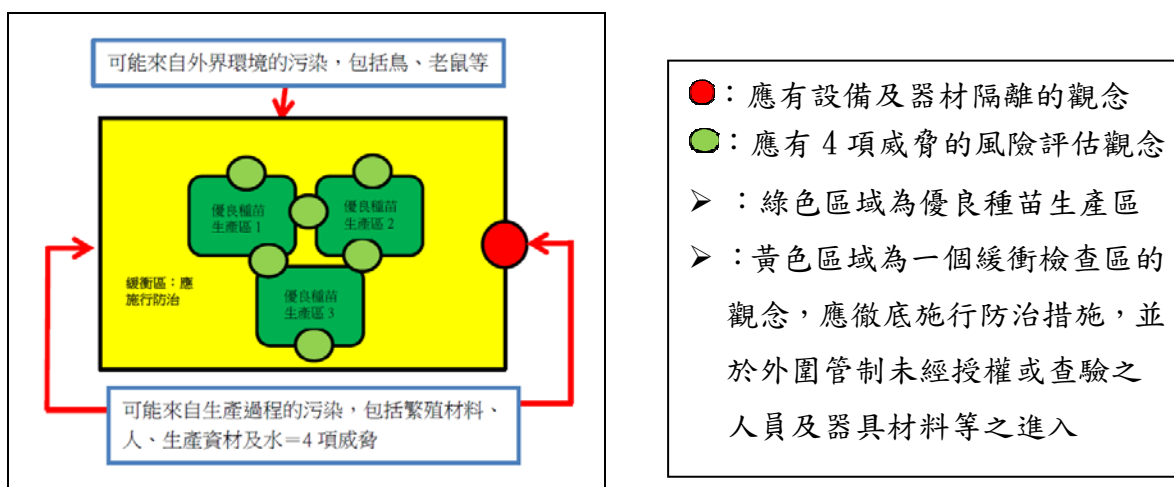 可能來自外界環境的污染，包括鳥、老鼠等
優良種苗
生產區 1
優良種苗
生產區 2
緩衝區：應
施行防治
優良種苗
生產區 3
可能來自生產過程的污染，包括繁殖材料、
人、生產資材及水＝4 項威脅
：應有設備及器材隔離的觀念
：應有 4 項威脅的風險評估觀念
➢ ：綠色區域為優良種苗生產區
➢ ：黃色區域為一個緩衝檢查區的
觀念，應徹底施行防治措施，並
於外圍管制未經授權或查驗之
人員及器具材料等之進入